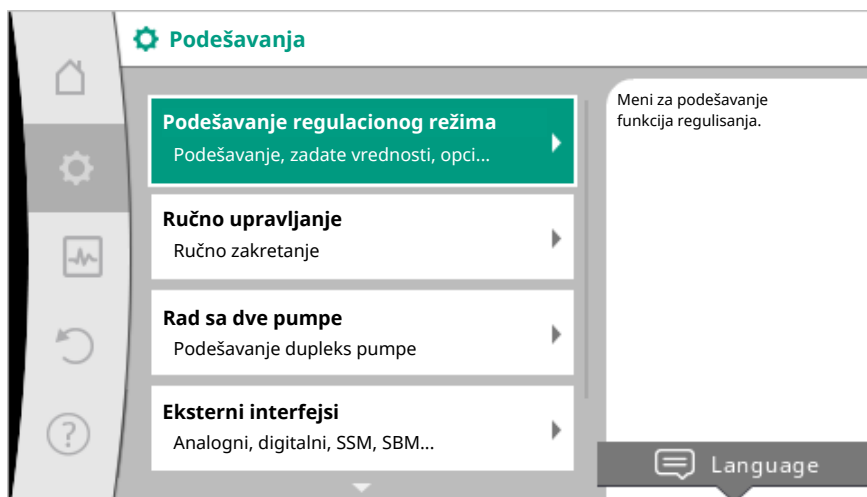 Podešavanja
Podešavanje regulacionog režima
Podešavanje, zadate vrednosti, opci...
Ručno upravljanje
Ručno zakretanje
Rad sa dve pumpe
Podešavanje dupleks pumpe
Eksterni interfejsi
Analogni, digitalni, SSM, SBM...
Meni za podešavanje
funkcija regulisanja.
Language